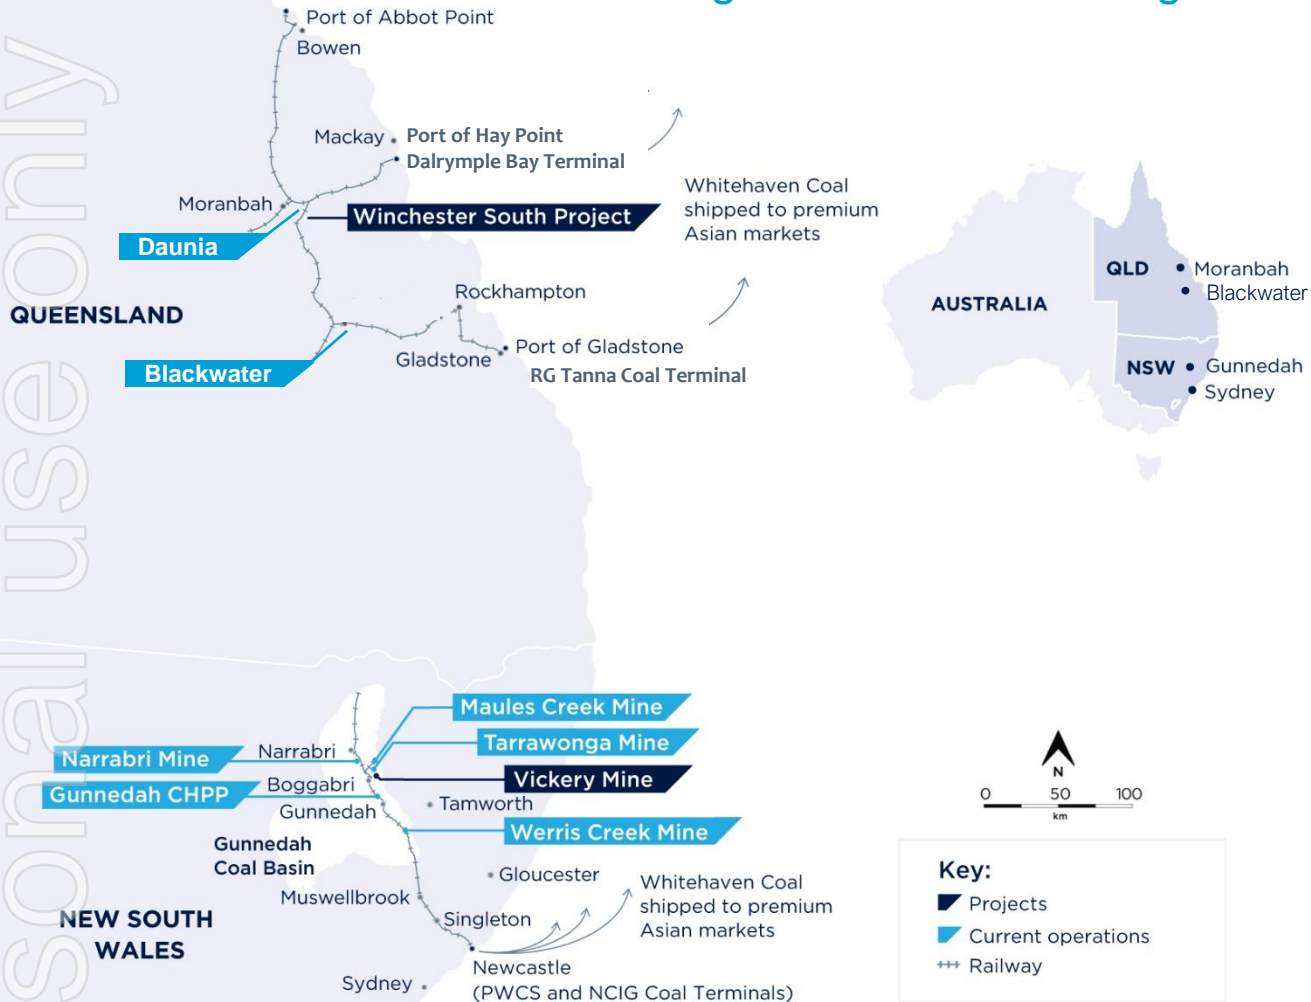 Port of Abbot Point
Bowen
Mackay
Port of Hay Point
Dalrymple Bay Terminal
Moranbah
Winchester South Project
Daunia
Whitehaven Coal
shipped to premium
Asian markets
QUEENSLAND
Rockhampton
Gladstone
Port of Gladstone
RG Tanna Coal Terminal
Blackwater
AUSTRALIA
QLD
Moranbah
Blackwater
NSW
Gunnedah
Sydney
Maules Creek Mine
Tarrawonga Mine
Vickery Mine
Narrabri Mine
Narrabri
Gunnedah CHPP
Boggabri
Gunnedah
Tamworth
Werris Creek Mine
Gunnedah
Coal Basin
Gloucester
Muswellbrook
Singleton
Whitehaven Coal
shipped to premium
Asian markets
NEW SOUTH
WALES
Newcastle
(PWCS and NCIG Coal Terminals)
Sydney
N
0 50 100
km
Key:
Projects
Current operations
Railway
sonal use only